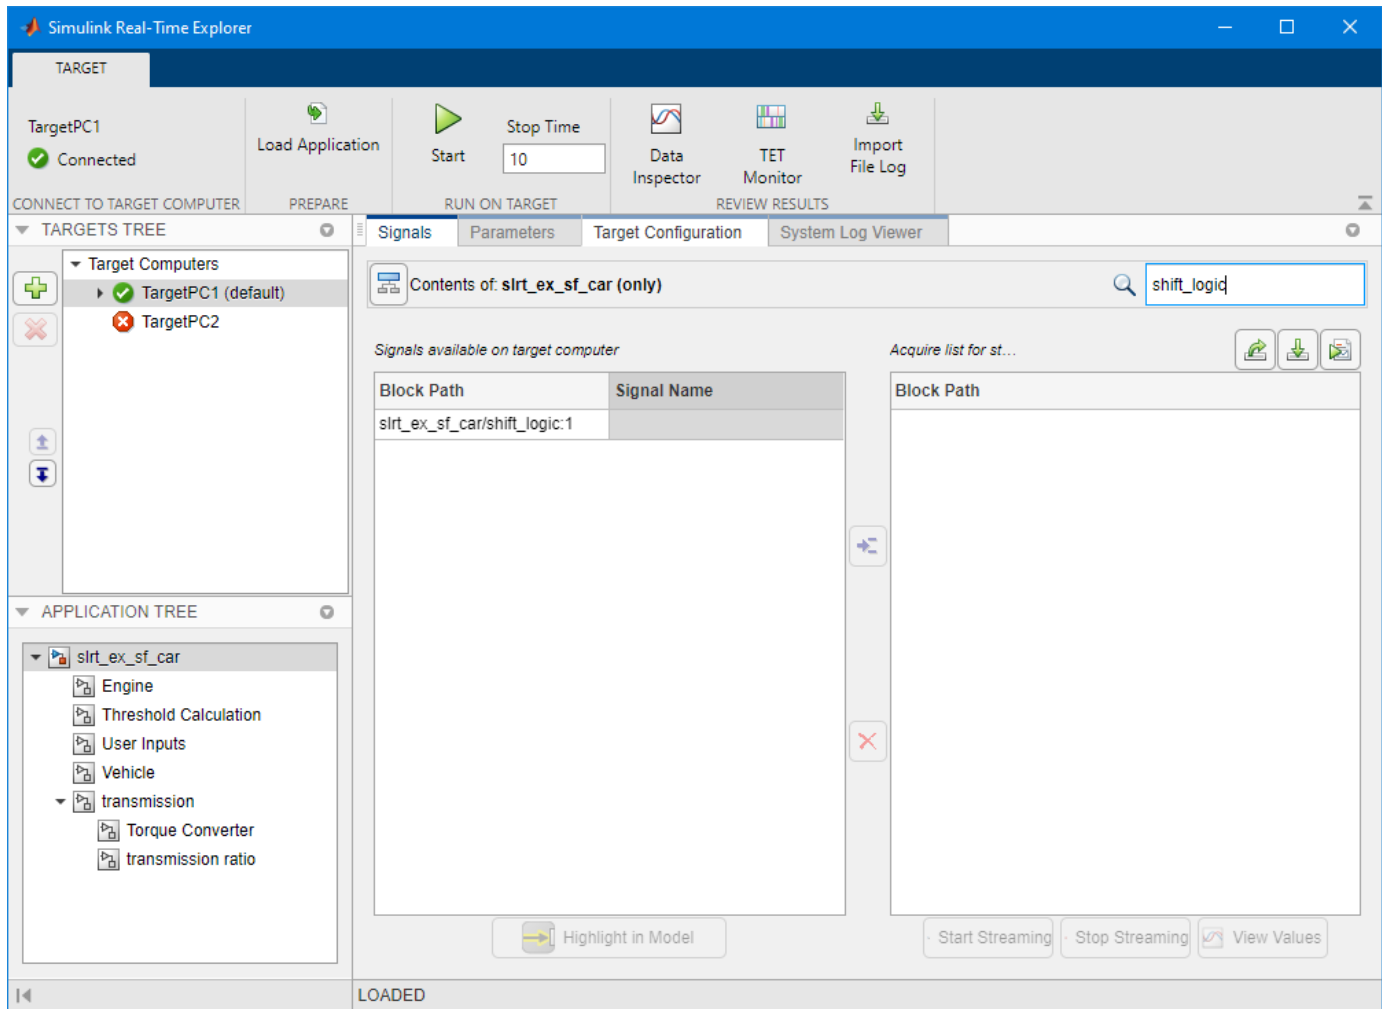 Simulink Real-Time Explorer
TARGET
TargetPC1
Connected
CONNECT TO TARGET COMPUTER
Load Application
PREPARE
Start
Stop Time
10
RUN ON TARGET
Data
Inspector
TET
Monitor
Import
File Log
REVIEW RESULTS
TARGETS TREE
Target Computers
TargetPC1 (default)
TargetPC2
APPLICATION TREE
slrt_ex_sf_car
Engine
Threshold Calculation
User Inputs
Vehicle
transmission
Torque Converter
transmission ratio
Signals
Parameters
Target Configuration
System Log Viewer
Contents of: slrt_ex_sf_car (only)
shift_logic
Signals available on target computer
Block Path
Signal Name
slrt_ex_sf_car/shift_logic:1
Highlight in Model
Acquire list for st...
Block Path
Start Streaming
Stop Streaming
View Values
LOADED